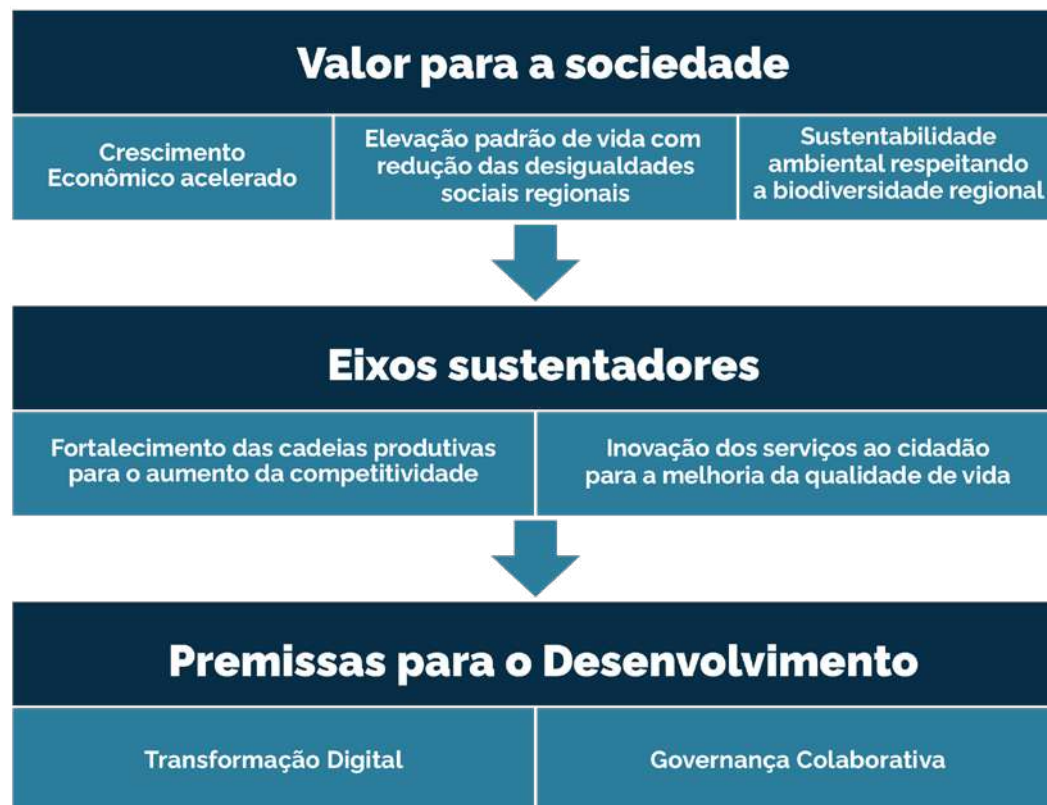 Valor para a sociedade
Crescimento
Econômico acelerado
Elevação padrão de vida com
redução das desigualdades
sociais regionais
Sustentabilidade
ambiental respeitando
a biodiversidade regional
Eixos sustentadores
Fortalecimento das cadeias produtivas
para o aumento da competitividade
Inovação dos serviços ao cidadão
para a melhoria da qualidade de vida
Premissas para o Desenvolvimento
Transformação Digital
Governança Colaborativa